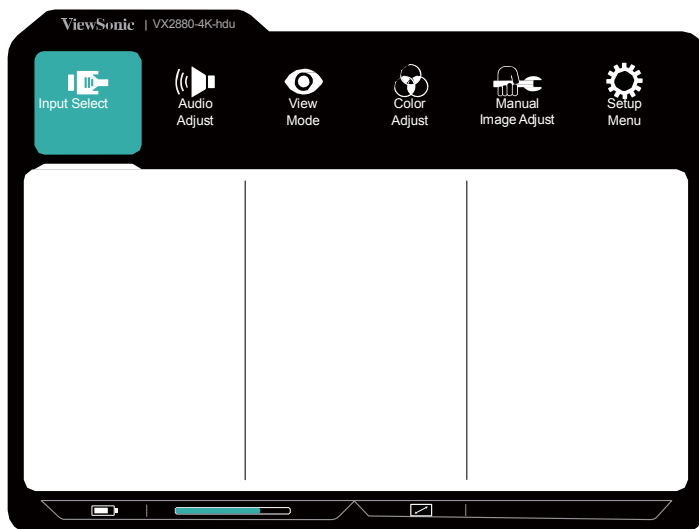 ViewSonic | VX2880-4K-hdu
Input Select
Audio
Adjust
View
Mode
Color
Adjust
Manual
Image Adjust
Setup
Menu